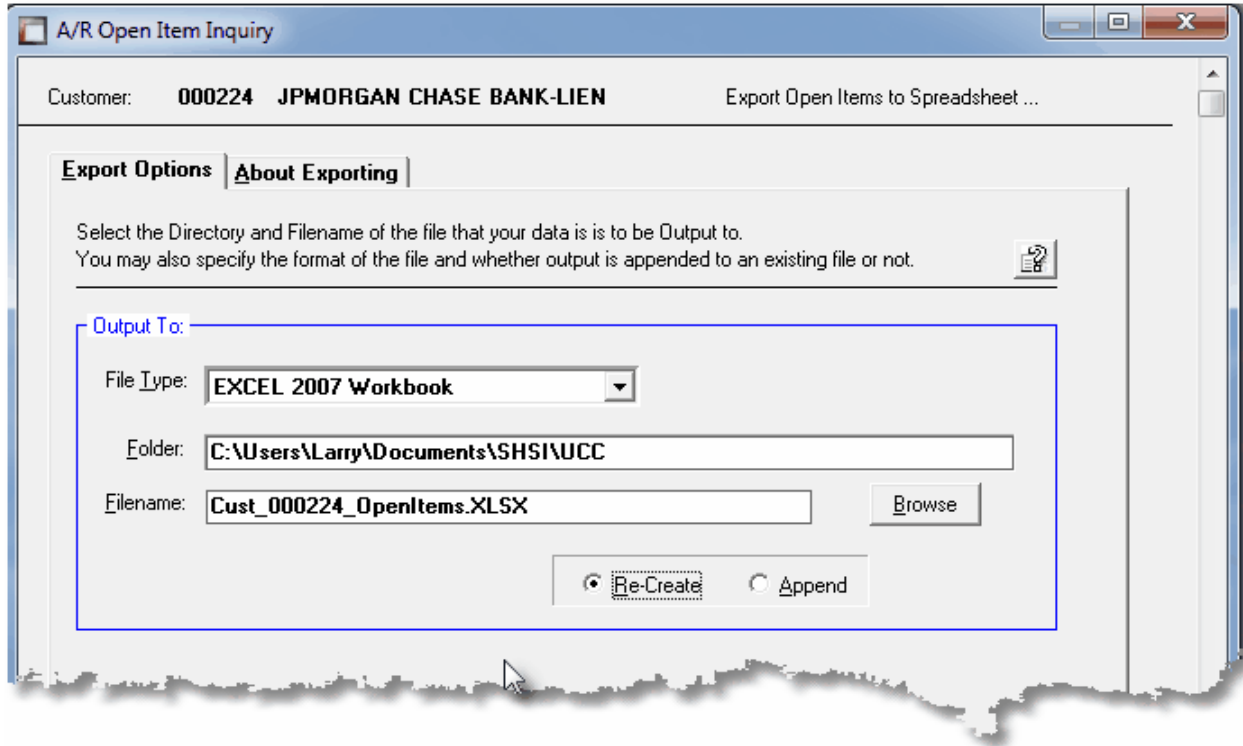 A/R Open Item Inquiry
Customer: 000224 JPMORGAN CHASE BANK-LIEN Export Open Items to Spreadsheet ...
Export Options About Exporting
Select the Directory and Filename of the file that your data is is to be Output to.
You may also specify the format of the file and whether output is appended to an existing file or not.
Output To:
File Type: EXCEL 2007 Workbook
Folder: C:\Users\Larry\Documents\SHSI\UCC
Filename: Cust_000224_OpenItems.XLSX Browse
Re-Create Append